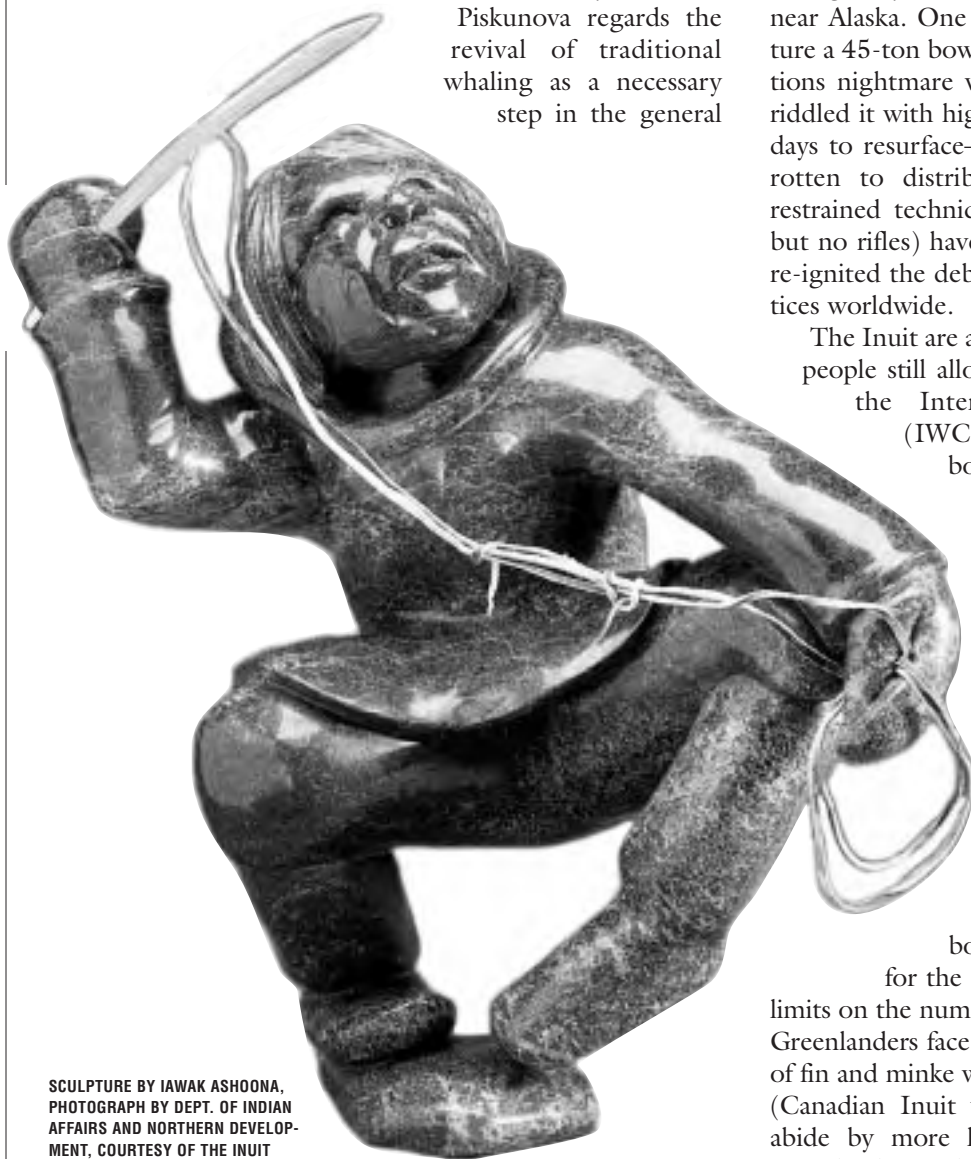 Piskunova regards the
revival of traditional
whaling as a necessary
step in the general
SCULPTURE BY IAWAK ASHOONA,
PHOTOGRAPH BY DEPT. OF INDIAN
AFFAIRS AND NORTHERN DEVELOP-
MENT, COURTESY OF THE INUIT
near Alaska. One
ture a 45-ton bow
tions nightmare w
riddled it with hig
days to resurface–
rotten to distrib
restrained techniq
but no rifles) have
re-ignited the deb
tices worldwide.
The Inuit are a
people still allo
the Inter
(IWC
bo
bo
for the
limits on the num
Greenlanders face
of fin and minke w
(Canadian Inuit
abide by more l